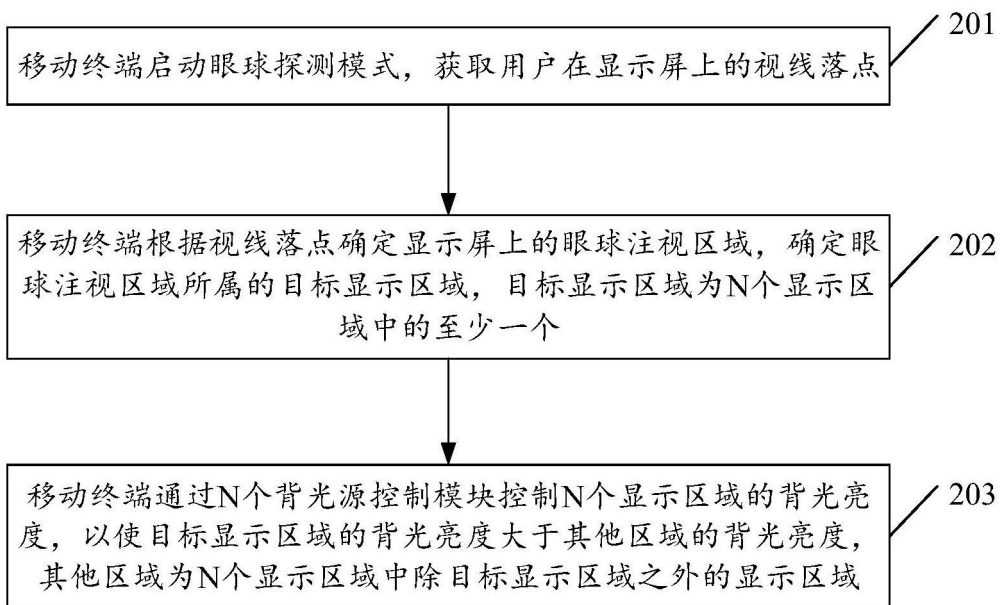 移动终端启动眼球探测模式，获取用户在显示屏上的视线落点
201
移动终端根据视线落点确定显示屏上的眼球注视区域，确定眼
球注视区域所属的目标显示区域，目标显示区域为N个显示区
域中的至少一个
202
移动终端通过N个背光源控制模块控制N个显示区域的背光亮
度，以使目标显示区域的背光亮度大于其他区域的背光亮度，
其他区域为N个显示区域中除目标显示区域之外的显示区域
203